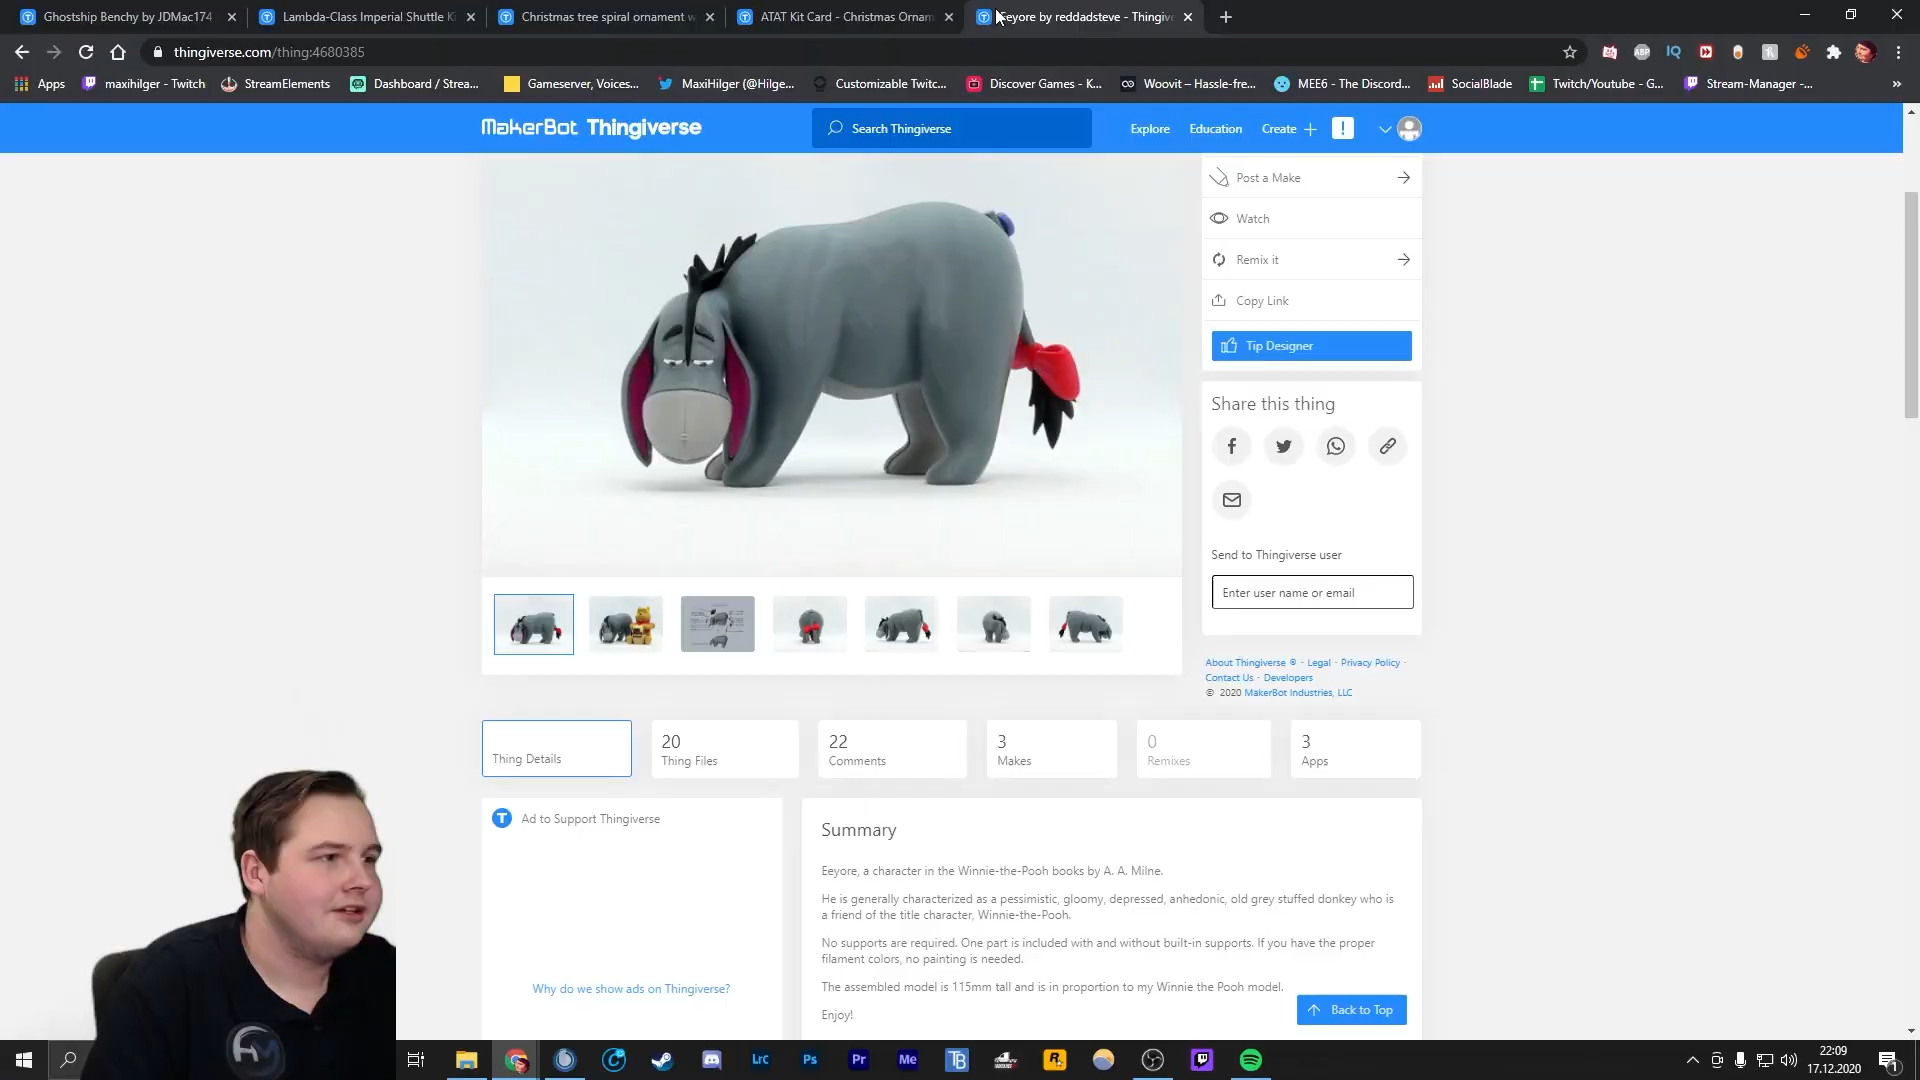 Ghostship Benchy by JDMac174
Lambda-Class Imperial Shuttle Ki
Christmas tree spiral ornament w
ATAT Kit Card - Christmas Ornam
Eeyore by reddadsteve - Thingive
thingiverse.com/thing:4680385
Apps
maxihilger - Twitch
StreamElements
Dashboard / Strea...
Gameserver, Voices...
MaxiHilger (@Hilge...
Customizable Twitc...
Discover Games - K...
Woovit – Hassle-fre...
MEE6 - The Discord...
SocialBlade
Twitch/Youtube - G...
Stream-Manager -...
MakerBot Thingiverse
Search Thingiverse
Explore
Education
Create
Post a Make
Watch
Remix it
Copy Link
Tip Designer
Share this thing
Send to Thingiverse user
Enter user name or email
About Thingiverse ® · Legal · Privacy Policy ·
Contact Us · Developers
© 2020 MakerBot Industries, LLC
Thing Details
20
Thing Files
22
Comments
3
Makes
0
Remixes
3
Apps
Ad to Support Thingiverse
Why do we show ads on Thingiverse?
Summary
Eeyore, a character in the Winnie-the-Pooh books by A. A. Milne.
He is generally characterized as a pessimistic, gloomy, depressed, anhedonic, old grey stuffed donkey who is
a friend of the title character, Winnie-the-Pooh.
No supports are required. One part is included with and without built-in supports. If you have the proper
filament colors, no painting is needed.
The assembled model is 115mm tall and is in proportion to my Winnie the Pooh model.
Enjoy!
Back to Top
Lrc
Ps
Pr
Me
TB
22:09
17.12.2020